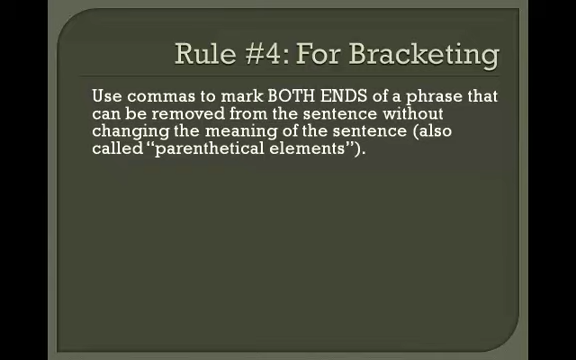 Rule #4: For Bracketing
Use commas to mark BOTH ENDS of a phrase that
can be removed from the sentence without
changing the meaning of the sentence (also
called “parenthetical elements”).